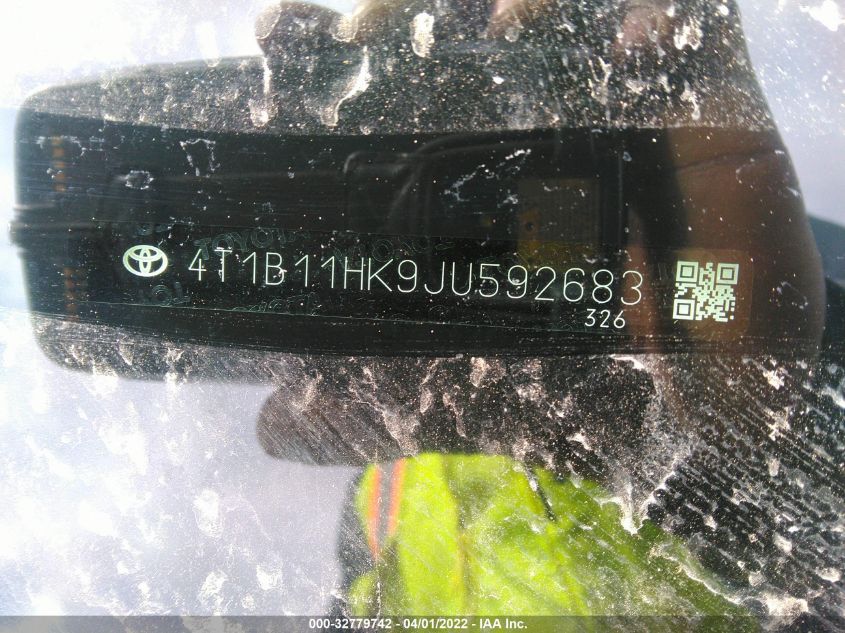 4T1B11HK9JU592683
326
000-32779742 - 04/01/2022 - IAA Inc.